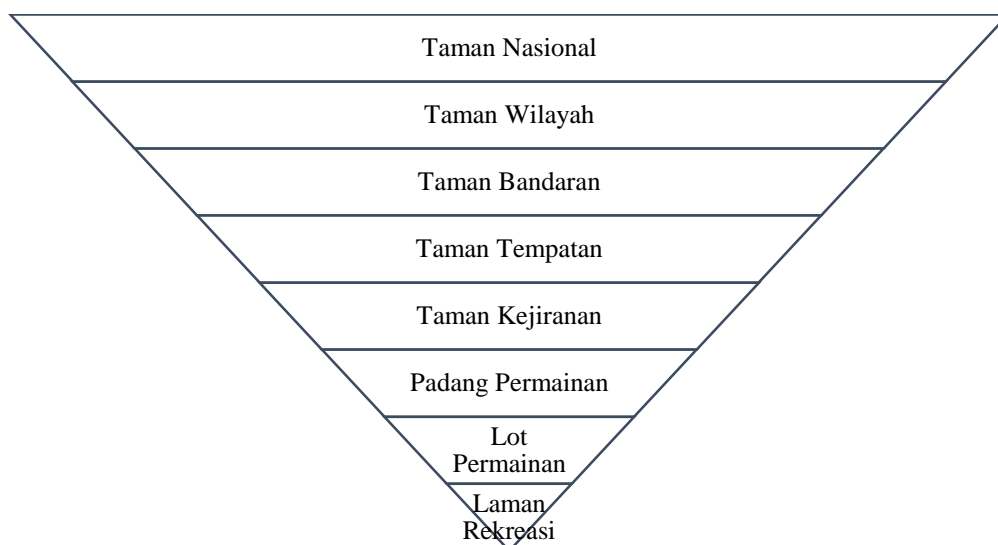 Taman Nasional
Taman Wilayah
Taman Bandaran
Taman Tempatan
Taman Kejiranan
Padang Permainan
Lot
Permainan
Laman
Rekreasi